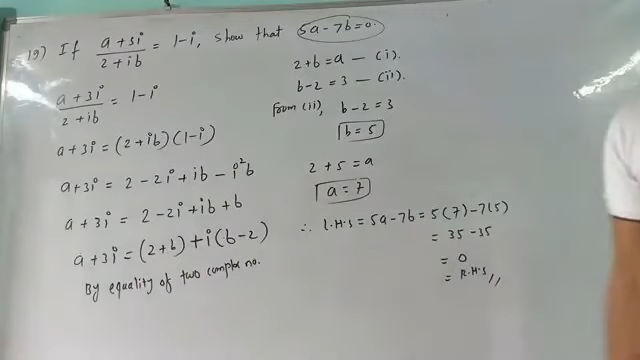 19) If (a+3i)/(2+ib) = 1-i, show that 5a-7b=0.
(a+3i)/(2+ib) = 1-i
a+3i = (2+ib)(1-i)
a+3i = 2-2i+ib-i²b
a+3i = 2-2i+ib+b
a+3i = (2+b)+i(b-2)
By equality of two complex no.
2+b=a — (i).
b-2=3 — (ii).
from (ii), b-2=3
b=5
2+5=a
a=7
∴ L.H.S = 5a-7b = 5(7)-7(5)
= 35-35
= 0
= R.H.S //